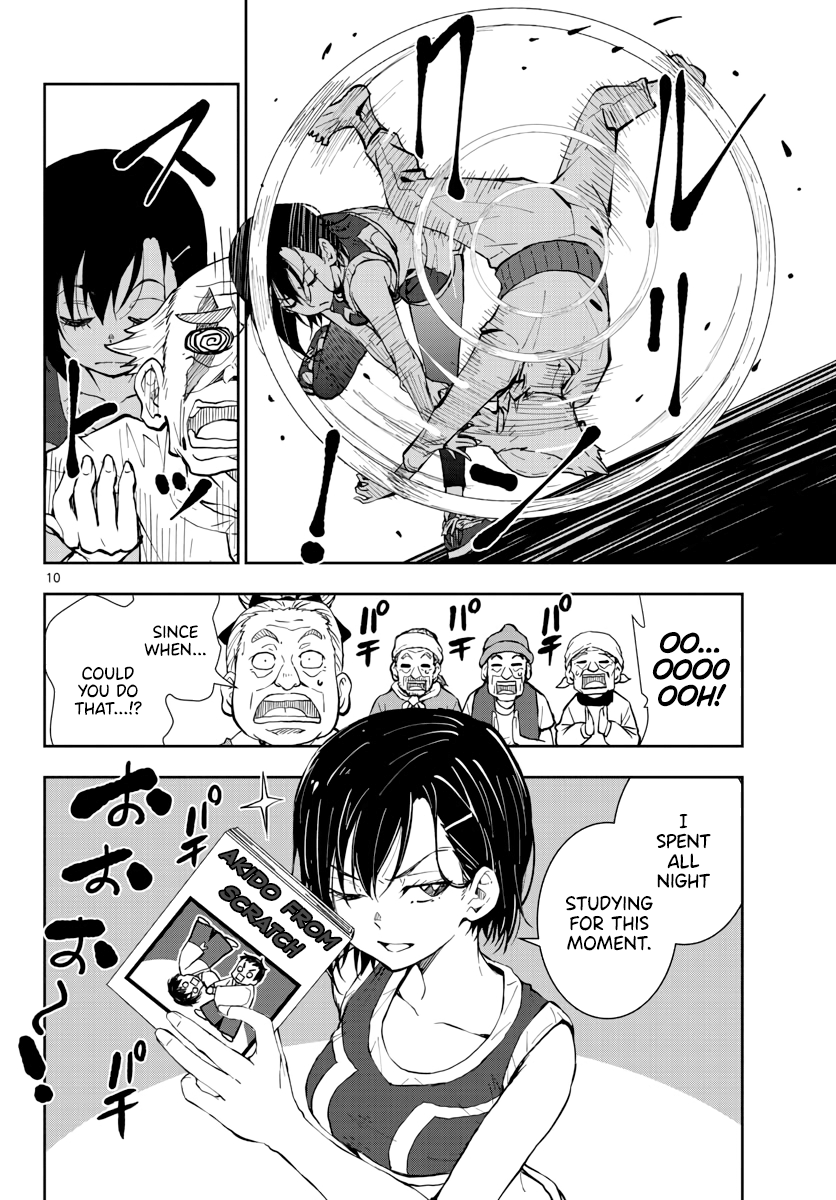 グルリン!
ストッ
10
OO...
OOOO
OOH!
パチ
パチ
パチ
SINCE
WHEN...
COULD
YOU DO
THAT...!?
I
SPENT
ALL
NIGHT
STUDYING
FOR THIS
MOMENT.
パチ
おおお〜!
AKIDO FROM
SCRATCH
パチ